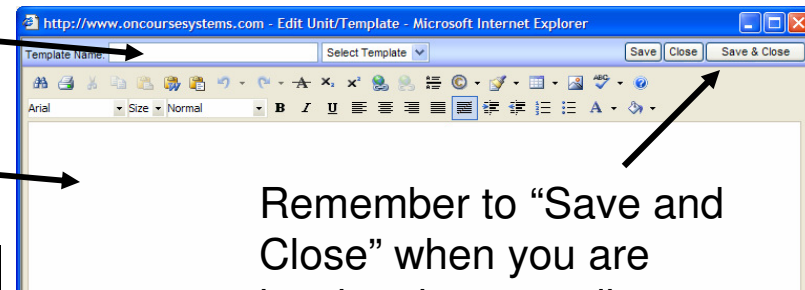 http://www.oncoursesystems.com - Edit Unit/Template - Microsoft Internet Explorer
Template Name: Select Template Save Close Save & Close
ABC
Arial Size Normal B I U A
Remember to “Save and
Close” when you are